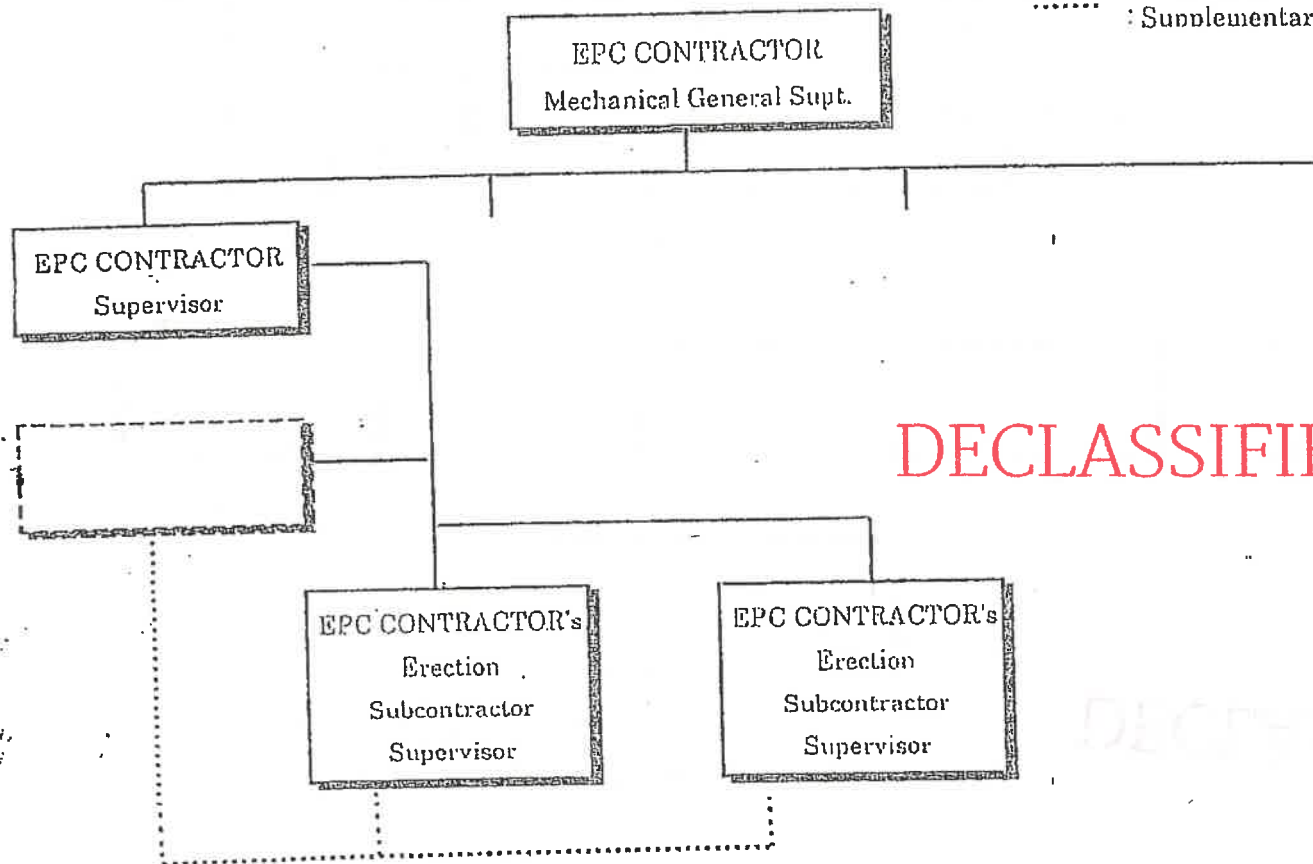 : Supplementar
EPC CONTRACTOR
Mechanical General Supt.
EPC CONTRACTOR
Supervisor
DECLASSIFI
EPC CONTRACTOR's
Erection
Subcontractor
Supervisor
EPC CONTRACTOR's
Erection
Subcontractor
Supervisor